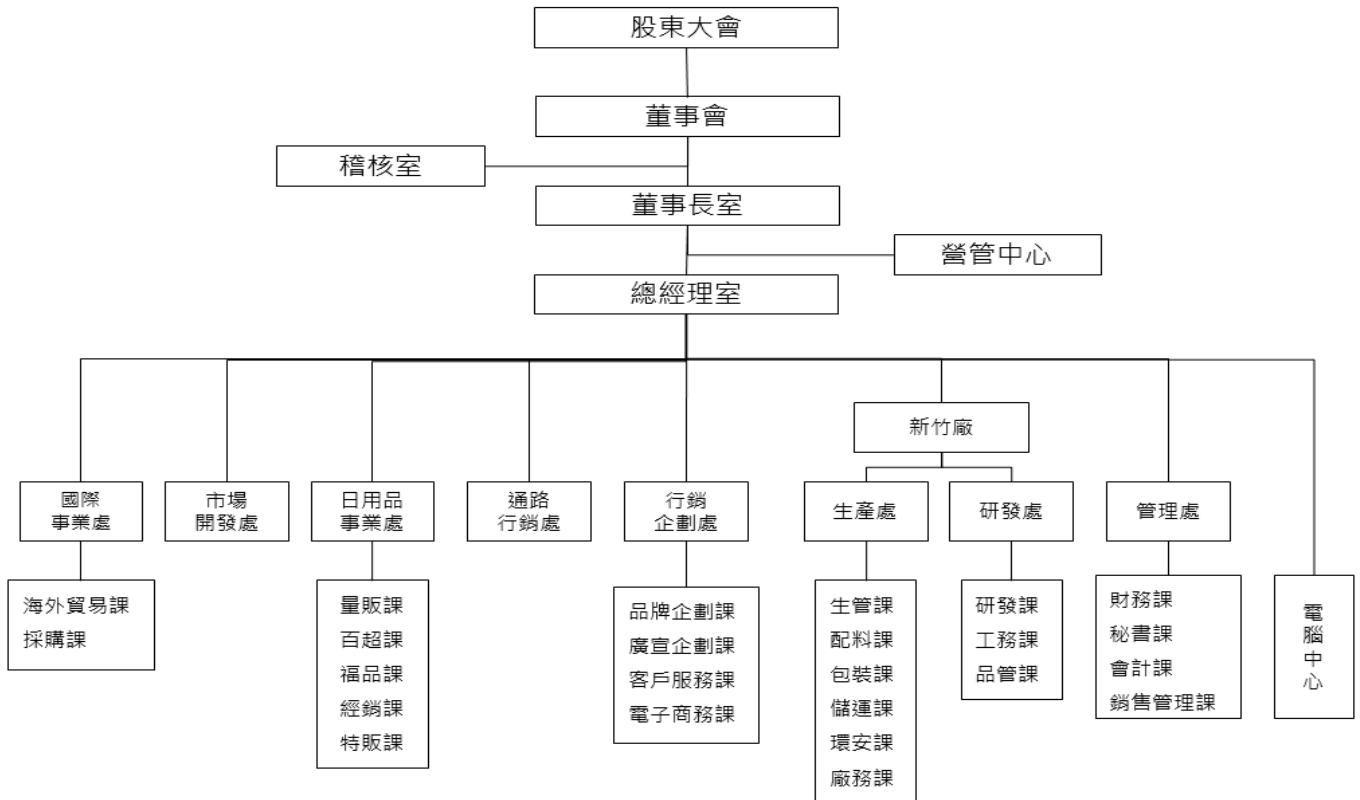 股東大會
董事會
稽核室
董事長室
營管中心
總經理室
新竹廠
國際
事業處
市場
開發處
日用品
事業處
通路
行銷處
行銷
企劃處
生產處
研發處
管理處
海外貿易課
採購課
量販課
百超課
福品課
經銷課
特販課
品牌企劃課
廣宣企劃課
客戶服務課
電子商務課
生管課
配料課
包裝課
儲運課
環安課
廠務課
研發課
工務課
品管課
財務課
秘書課
會計課
銷售管理課
電腦中心